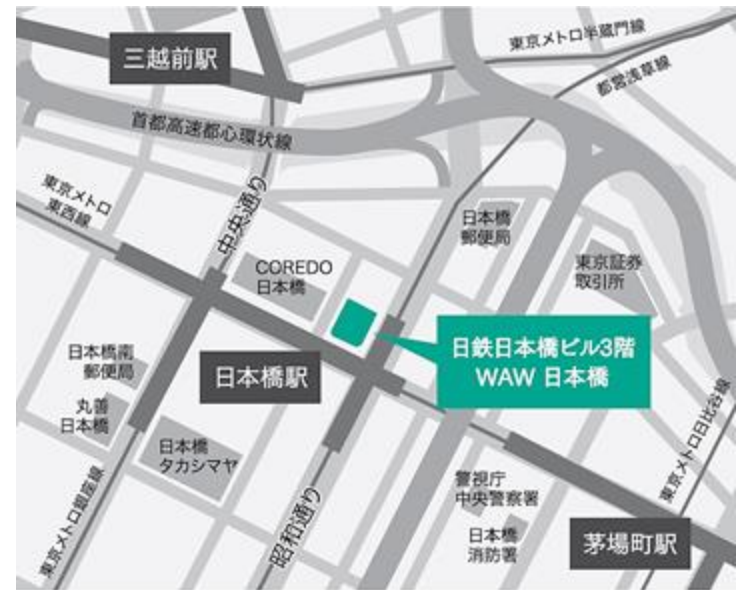 三越前駅
東京メトロ半蔵門線
都営浅草線
首都高速都心環状線
東京メトロ
東西線
中央通り
日本橋
郵便局
COREDO
日本橋
東京証券
取引所
日鉄日本橋ビル3階
WAW 日本橋
日本橋南
郵便局
日本橋駅
丸善
日本橋
日本橋
タカシマヤ
東京メトロ日比谷線
警視庁
中央警察署
東京メトロ銀座線
昭和通り
日本橋
消防署
茅場町駅